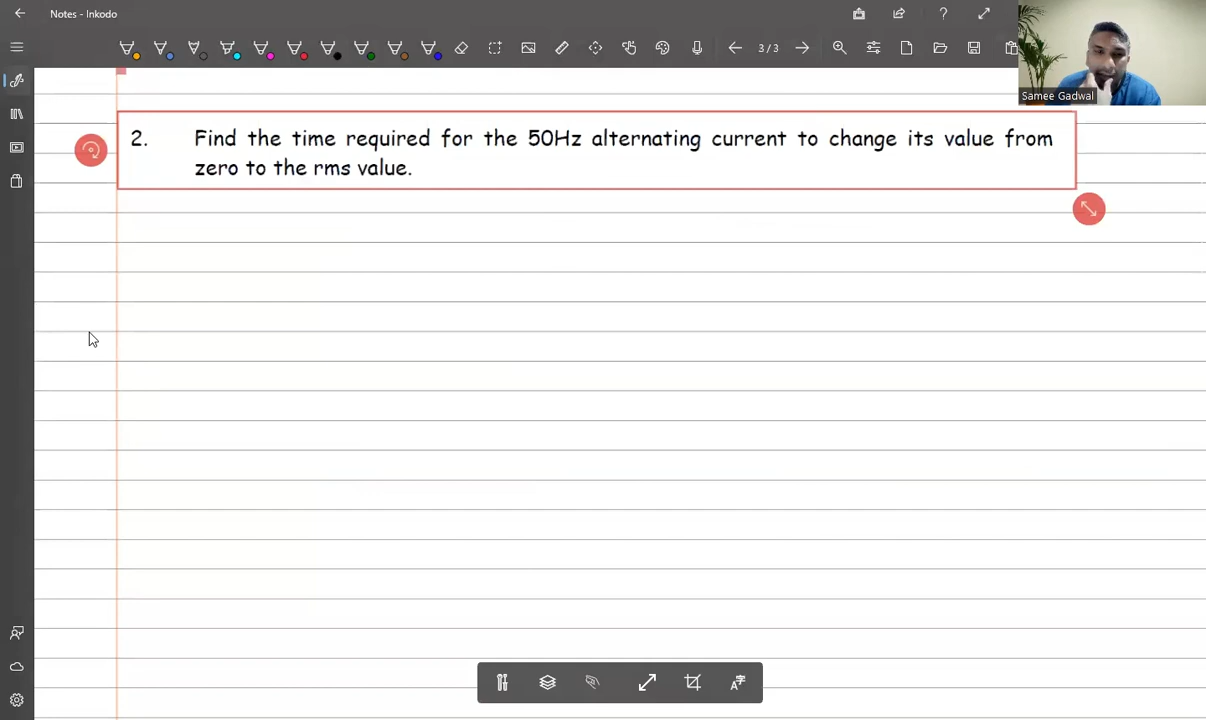 Notes - Inkodo
3/3
Samee Gadwal
2. Find the time required for the 50Hz alternating current to change its value from
zero to the rms value.